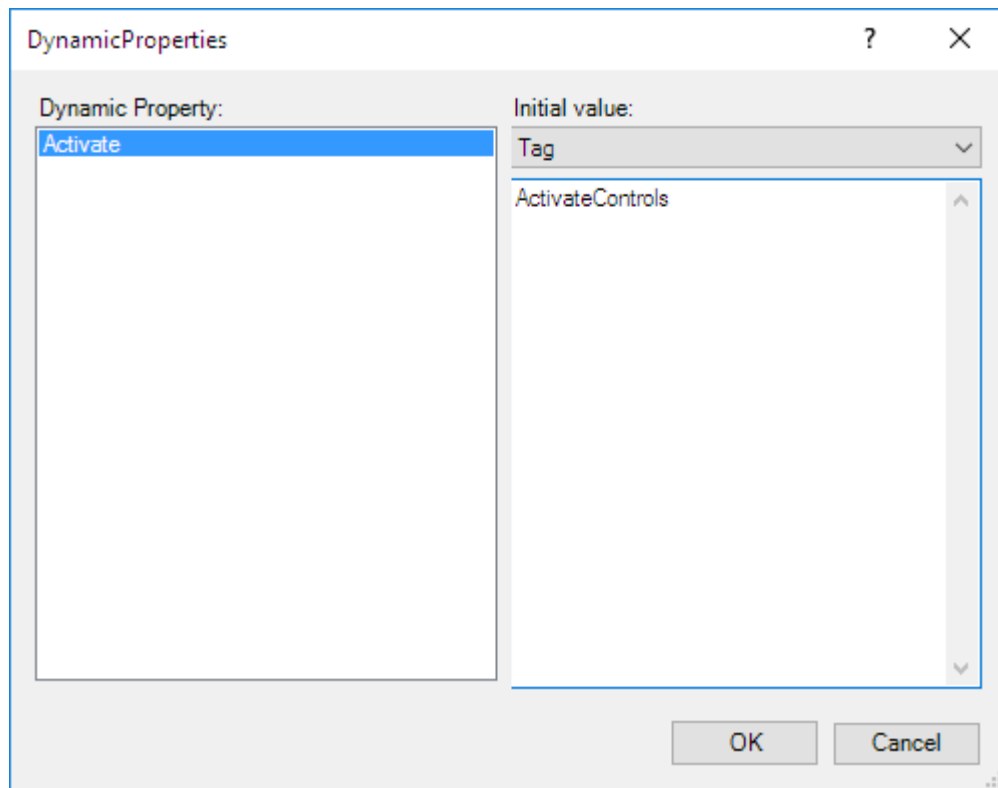 DynamicProperties
?
Dynamic Property:
Initial value:
Activate
Tag
ActivateControls
OK
Cancel